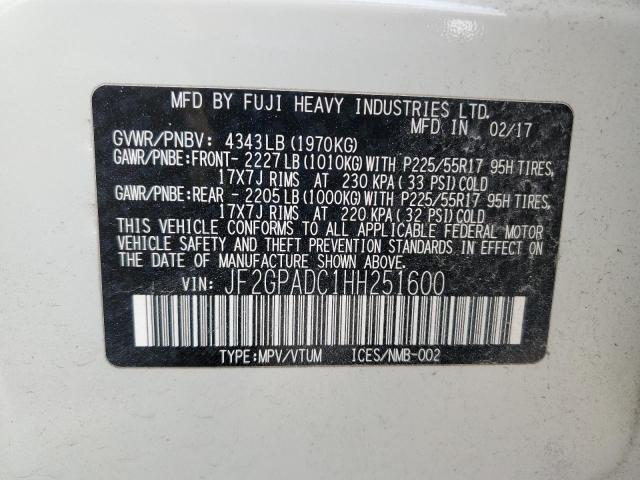 MFD BY FUJI HEAVY INDUSTRIES LTD.
MFD IN 02/17
GVWR/PNBV: 4343LB(1970KG)
GAWR/PNBE:FRONT- 2227LB(1010KG)WITH P225/55R17 95H TIRES,
17X7J RIMS AT 230 KPA( 33 PSI)COLD
GAWR/PNBE:REAR - 2205LB(1000KG)WITH P225/55R17 95H TIRES,
17X7J RIMS AT 220 KPA( 32 PSI)COLD
THIS VEHICLE CONFORMS TO ALL APPLICABLE FEDERAL MOTOR
VEHICLE SAFETY AND THEFT PREVENTION STANDARDS IN EFFECT ON
THE DATE OF MANUFACTURE SHOWN ABOVE.
VIN: JF2GPADC1HH251600
TYPE:MPV/VTUM ICES/NMB-002